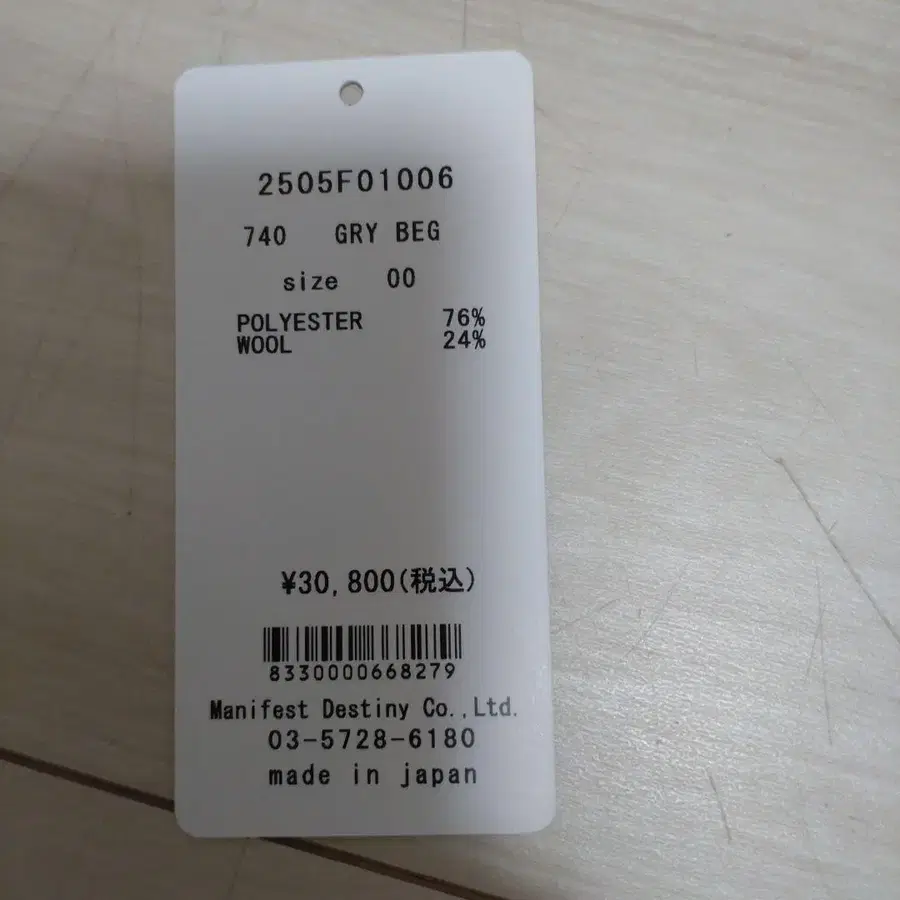 2505F01006
740 GRY BEG
size 00
POLYESTER 76%
WOOL 24%
¥30,800(税込)
8330000668279
Manifest Destiny Co.,Ltd.
03-5728-6180
made in japan